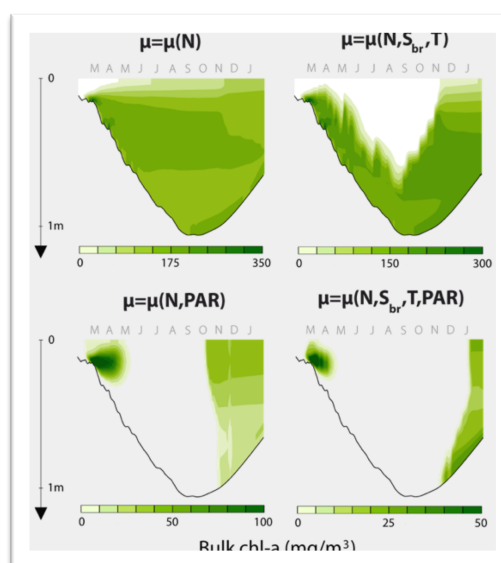 μ=μ(N)
μ=μ(N,Sbr,T)
M A M J J A S O N D J
M A M J J A S O N D J
0
1m
0 175 350
0 150 300
μ=μ(N,PAR)
μ=μ(N,Sbr,T,PAR)
M A M J J A S O N D J
M A M J J A S O N D J
0
1m
0 50 100
0 25 50
Bulk chl-a (mg/m³)